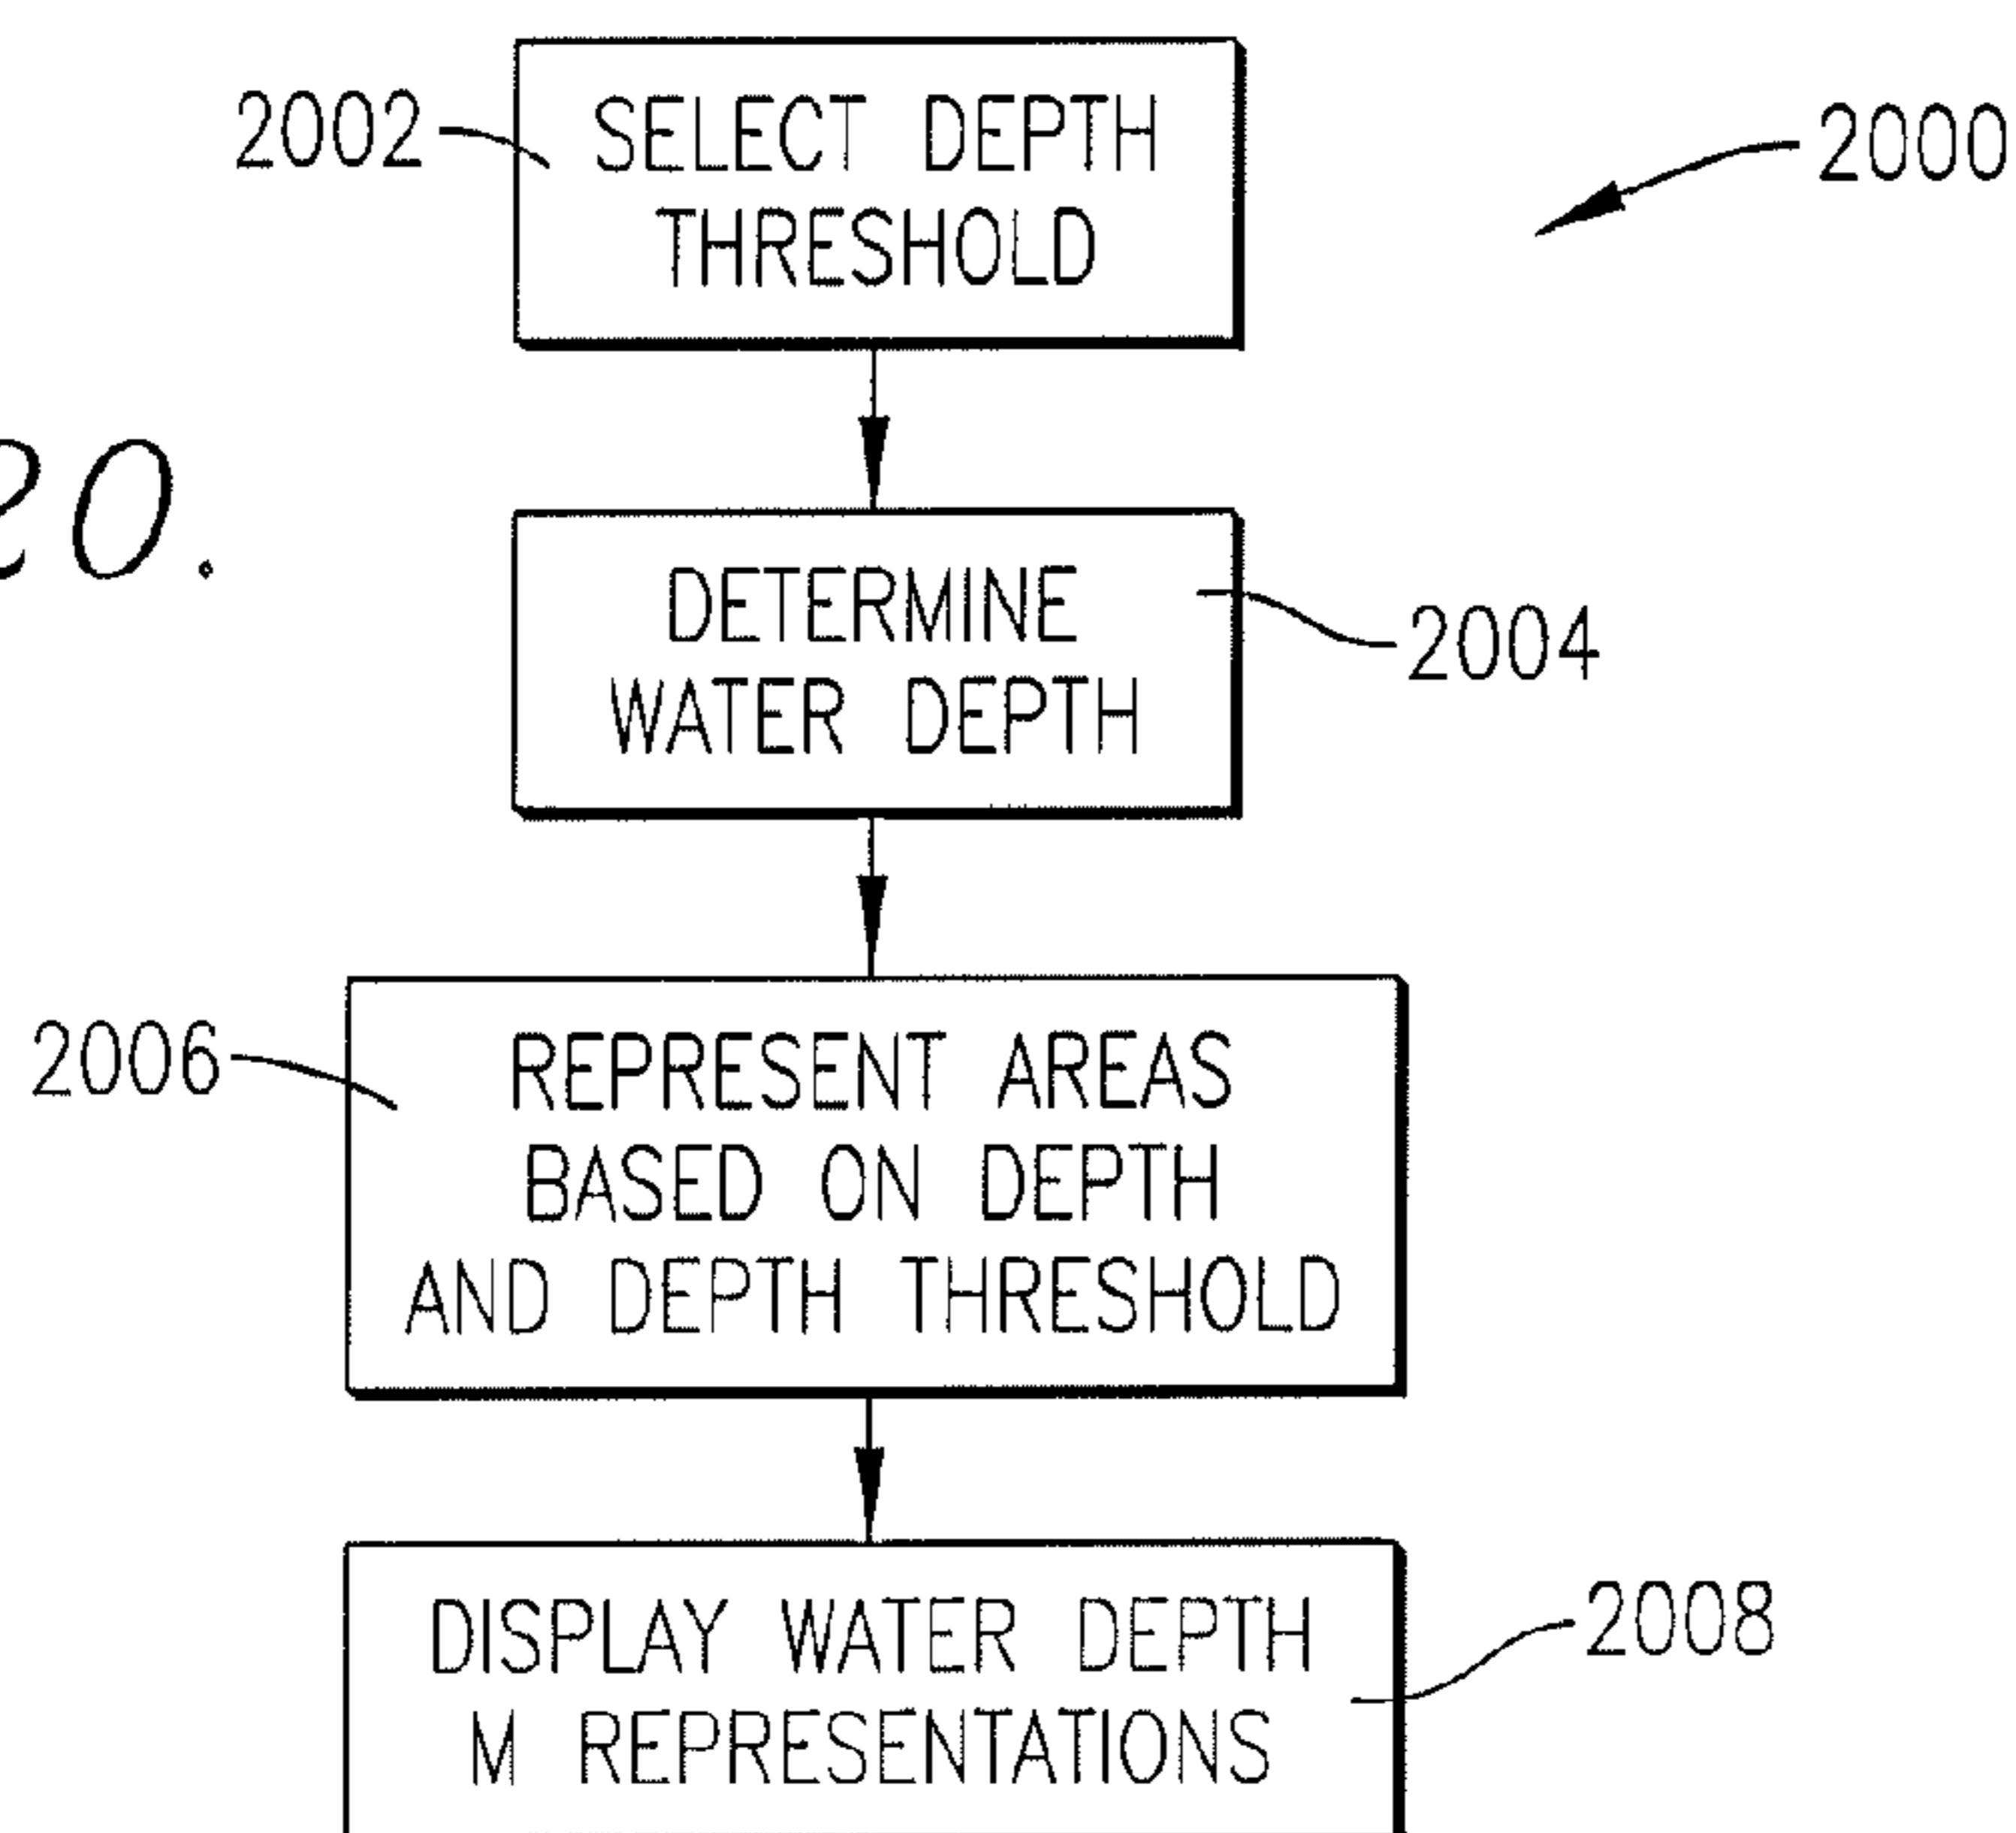 2002
SELECT DEPTH
THRESHOLD
2000
20.
DETERMINE
WATER DEPTH
2004
2006
REPRESENT AREAS
BASED ON DEPTH
AND DEPTH THRESHOLD
DISPLAY WATER DEPTH
M REPRESENTATIONS
2008